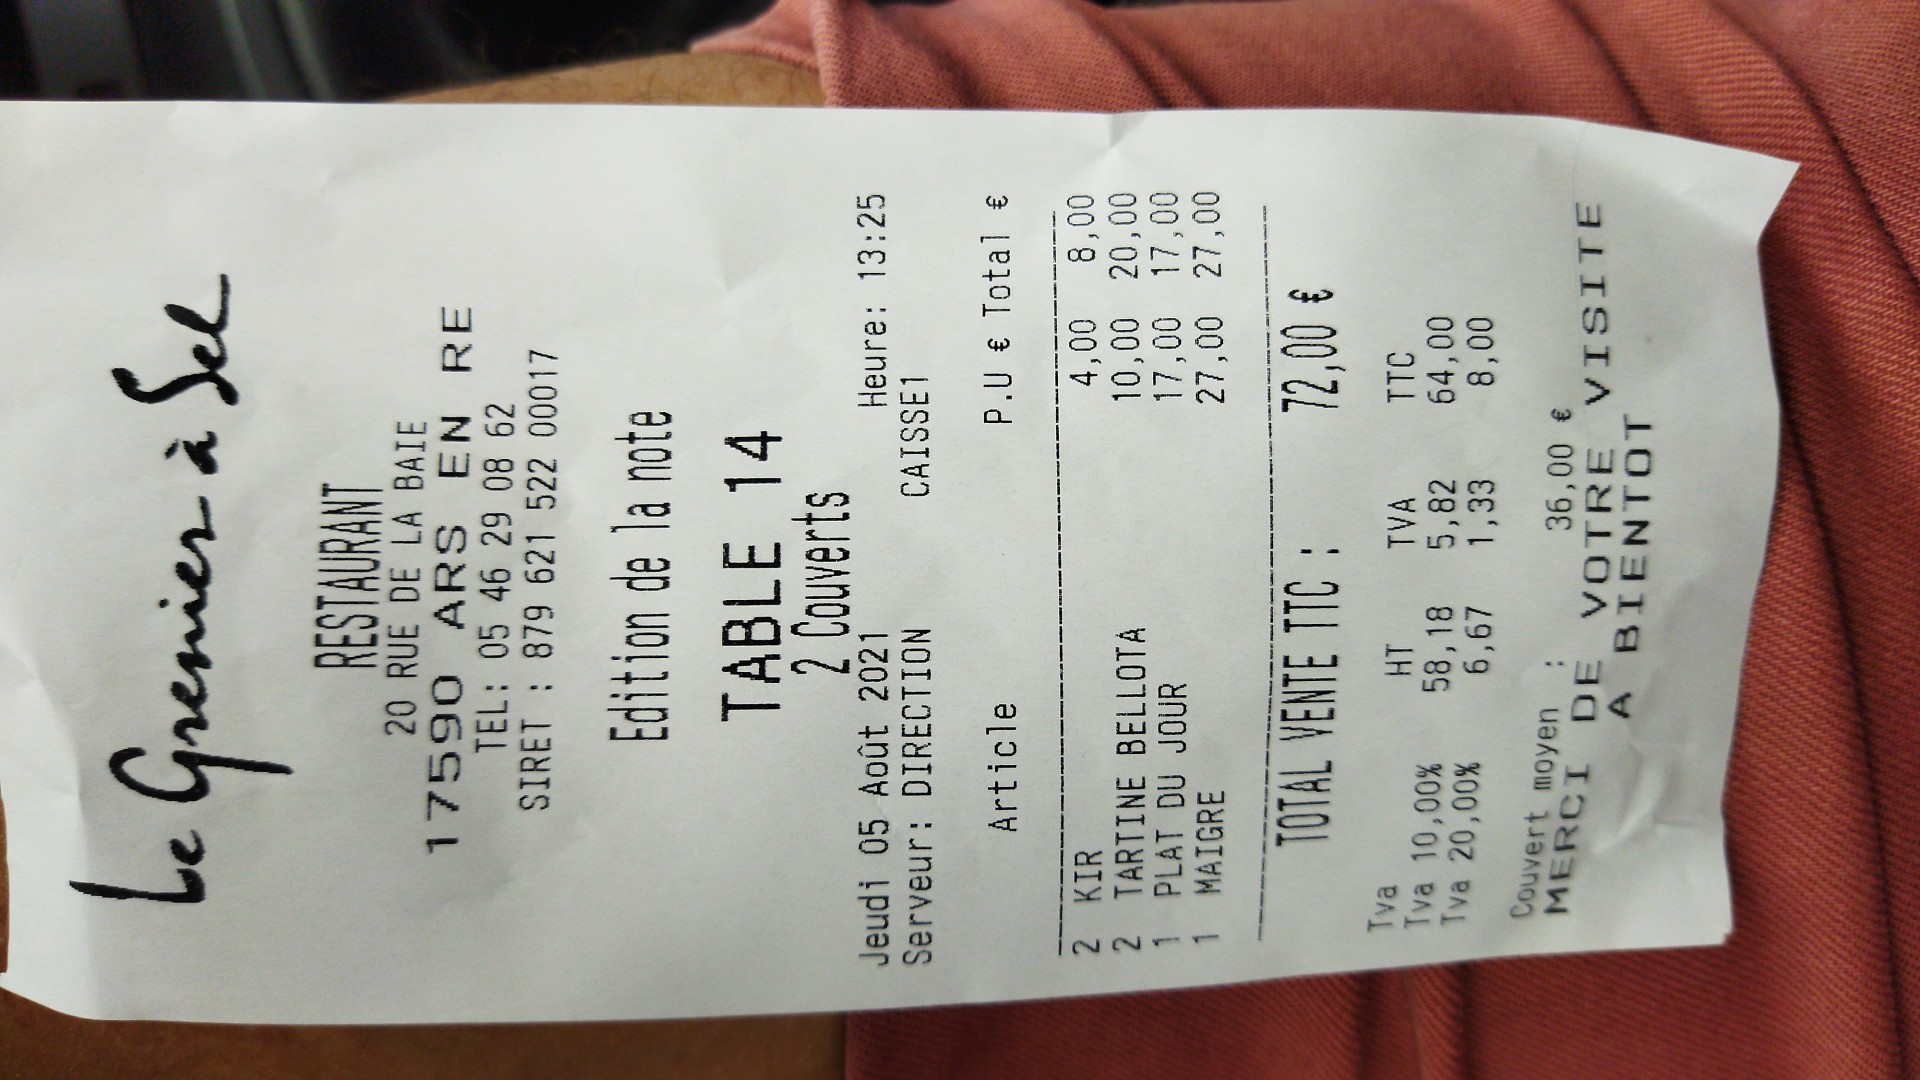 Le Grenier à Sel
RESTAURANT
20 RUE DE LA BAIE
17590 ARS EN RE
TEL: 05 46 29 08 62
SIRET : 879 621 522 00017
Edition de la note
TABLE 14
2 Couverts
Jeudi 05 Août 2021 Heure: 13:25
Serveur: DIRECTION CAISSE1
Article P.U € Total €
2 KIR 4,00 8,00
2 TARTINE BELLOTA 10,00 20,00
1 PLAT DU JOUR 17,00 17,00
1 MAIGRE 27,00 27,00
TOTAL VENTE TTC : 72,00 €
Tva HT TVA TTC
Tva 10,00% 58,18 5,82 64,00
Tva 20,00% 6,67 1,33 8,00
Couvert moyen : 36,00 €
MERCI DE VOTRE VISITE
A BIENTOT